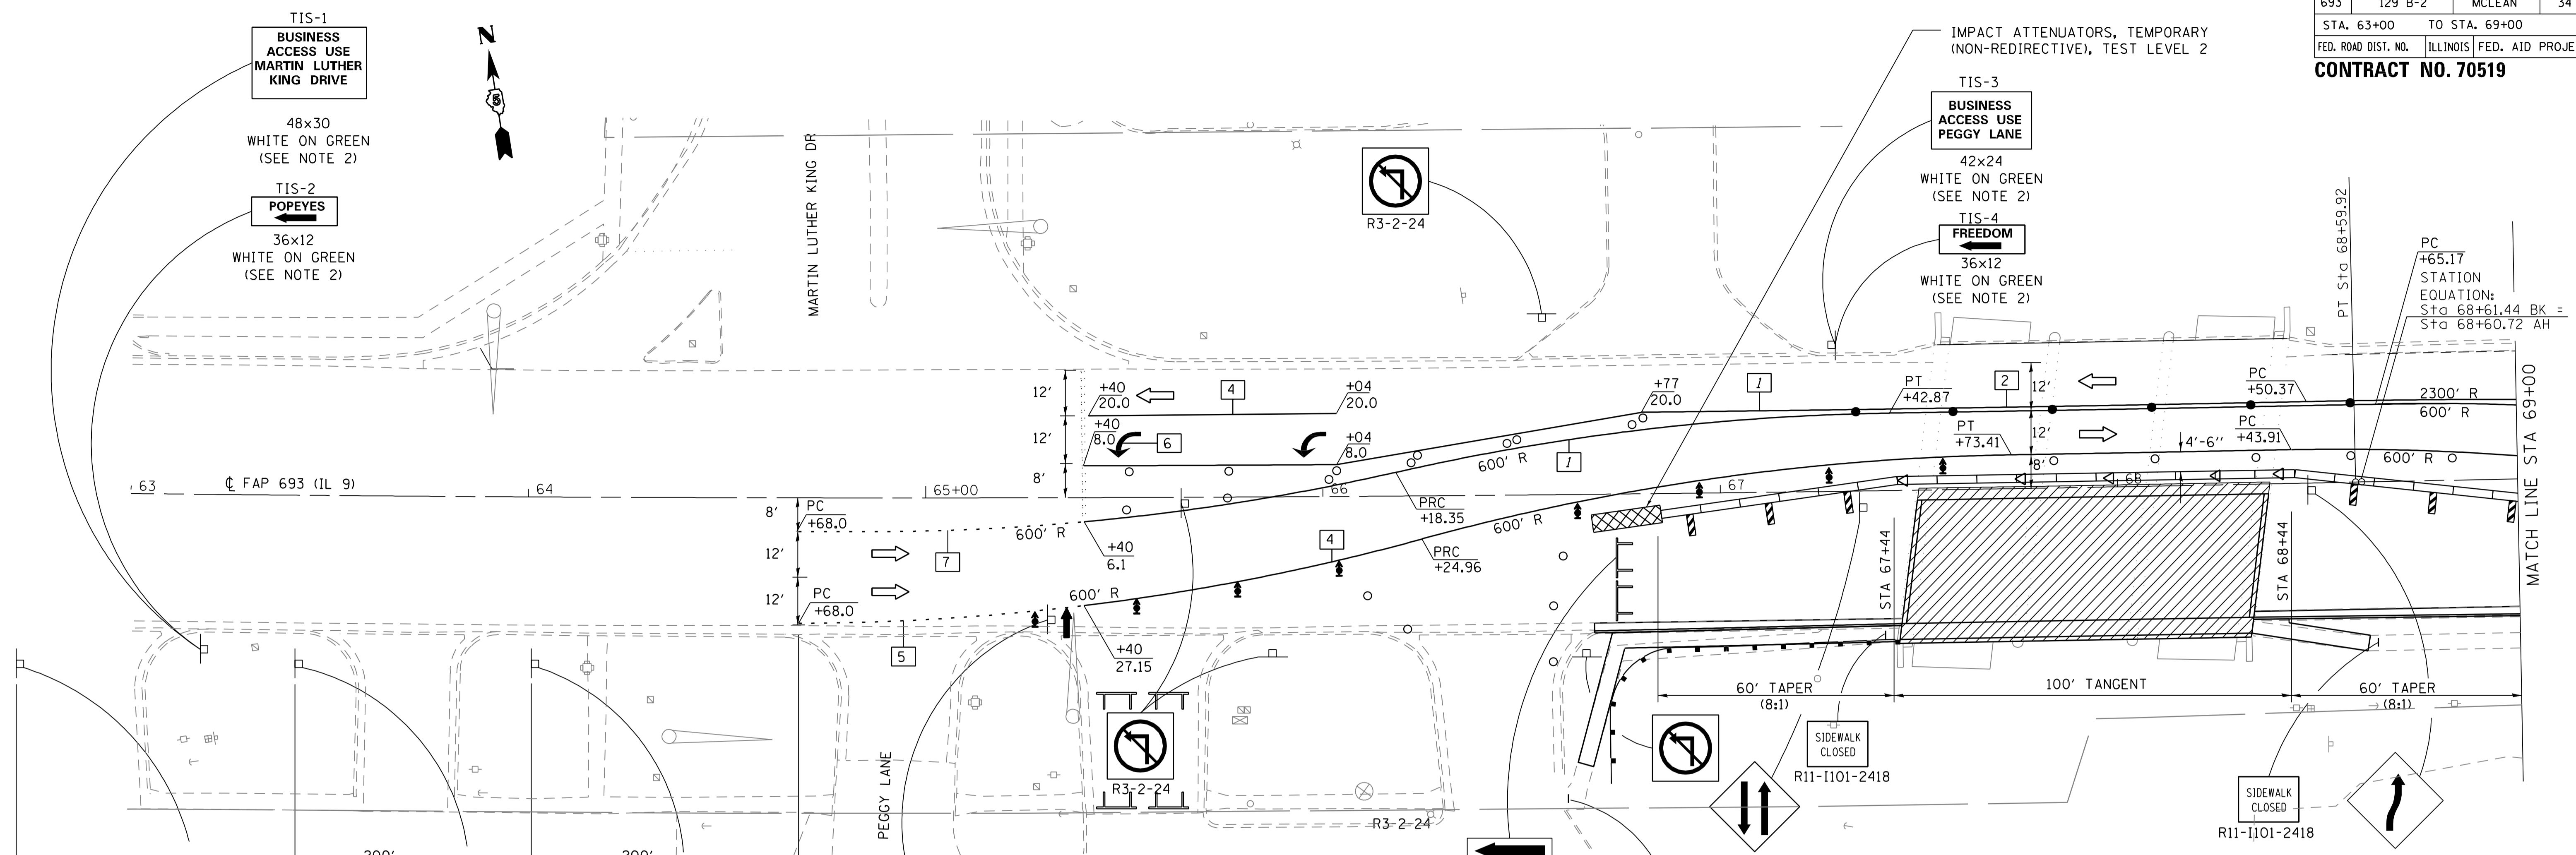 TIS-1
BUSINESS
ACCESS USE
MARTIN LUTHER
KING DRIVE
48x30
WHITE ON GREEN
(SEE NOTE 2)
TIS-2
POPEYES
36x12
WHITE ON GREEN
(SEE NOTE 2)
N
5
MARTIN LUTHER KING DR
R3-2-24
IMPACT ATTENUATORS, TEMPORARY
(NON-REDIRECTIVE), TEST LEVEL 2
TIS-3
BUSINESS
ACCESS USE
PEGGY LANE
42x24
WHITE ON GREEN
(SEE NOTE 2)
TIS-4
FREEDOM
36x12
WHITE ON GREEN
(SEE NOTE 2)
693 129 B-2 MCLEAN 34
STA. 63+00 TO STA. 69+00
FED. ROAD DIST. NO. ILLINOIS FED. AID PROJE
CONTRACT NO. 70519
PT Sta 68+59.92
PC
+65.17
STATION
EQUATION:
Sta 68+61.44 BK =
Sta 68+60.72 AH
MATCH LINE STA 69+00
12'
12'
8'
+40
20.0
4
+04
20.0
+40
8.0
6
+04
8.0
+77
20.0
1
PT
+42.87
2
12'
PC
+50.37
2300' R
600' R
PT
+73.41
12'
8'
4'-6"
PC
+43.91
600' R
600' R
1
63
℄ FAP 693 (IL 9)
64
65+00
66
67
68
8'
12'
12'
PC
+68.0
PC
+68.0
7
5
600' R
+40
6.1
600' R
+40
27.15
PRC
+18.35
4
PRC
+24.96
600' R
STA 67+44
STA 68+44
60' TAPER
(8:1)
100' TANGENT
60' TAPER
(8:1)
PEGGY LANE
R3-2-24
R3-2-24
SIDEWALK
CLOSED
R11-I101-2418
SIDEWALK
CLOSED
R11-I101-2418
200'
200'